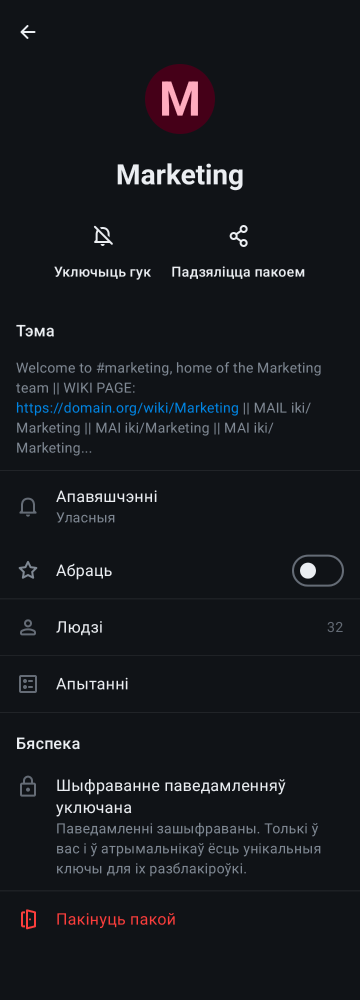 M
Marketing
Уключыць гук
Падзяліцца пакоем
Тэма
Welcome to #marketing, home of the Marketing
team || WIKI PAGE:
https://domain.org/wiki/Marketing || MAIL iki/
Marketing || MAI iki/Marketing || MAI iki/
Marketing...
Апавяшчэнні
Уласныя
Абраць
Людзі
32
Апытанні
Бяспека
Шыфраванне паведамленняў
уключана
Паведамленні зашыфраваны. Толькі ў
вас і ў атрымальнікаў ёсць унікальныя
ключы для іх разблакіроўкі.
Пакінуць пакой